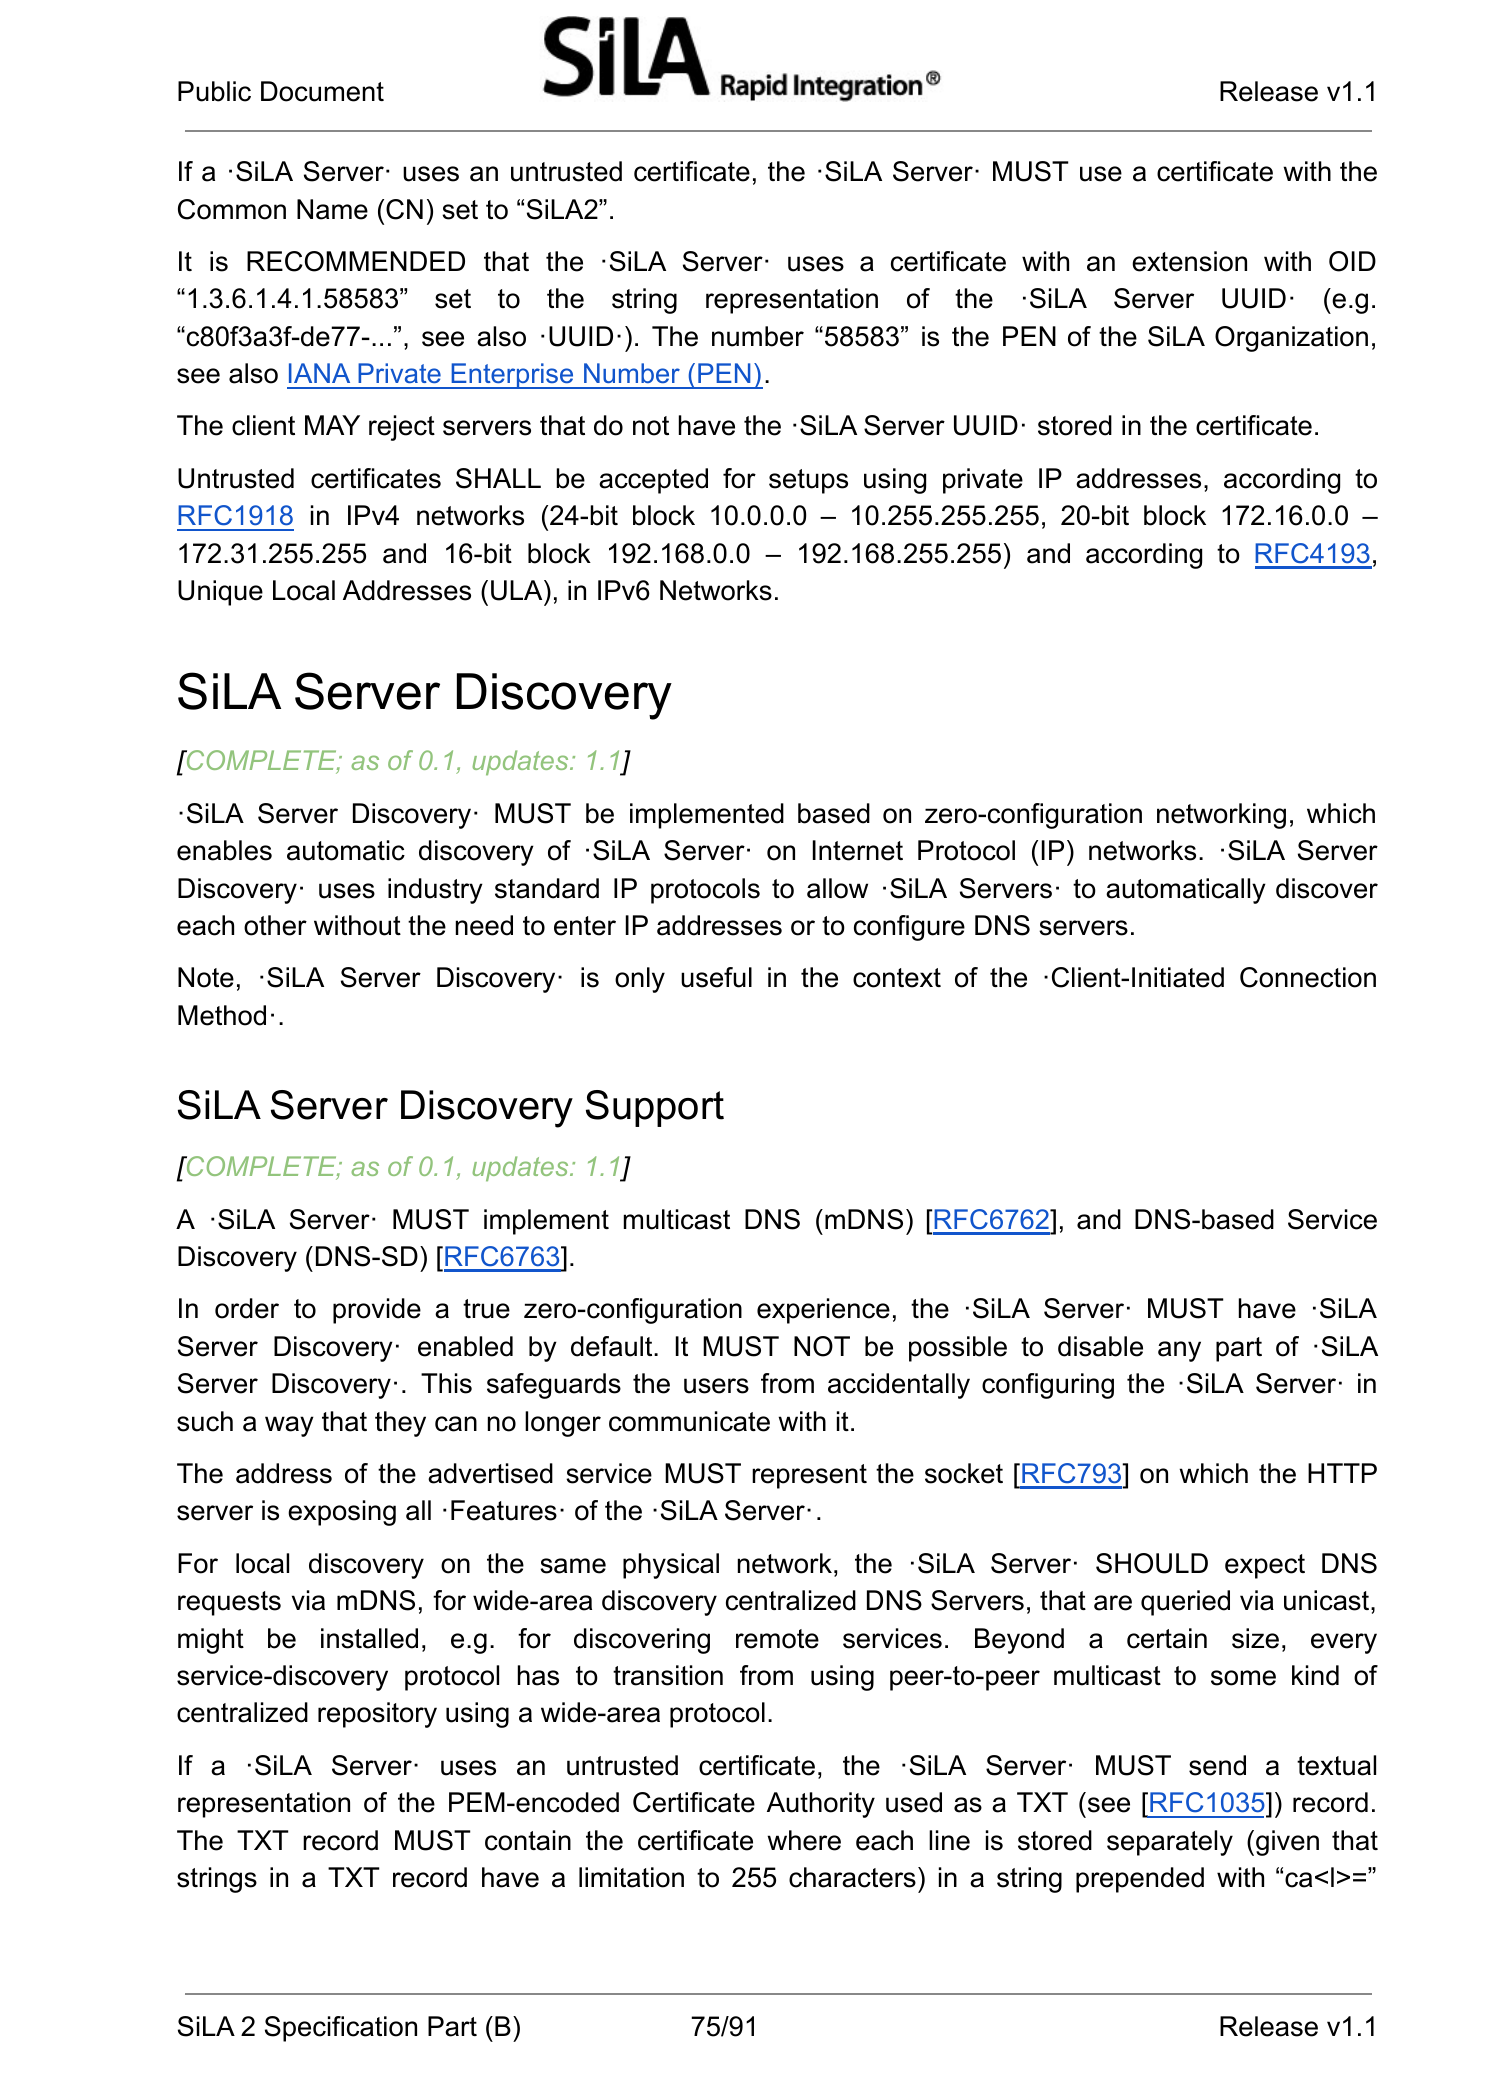 Public Document
SiLA Rapid Integration®
Release v1.1
If a ·SiLA Server· uses an untrusted certificate, the ·SiLA Server· MUST use a certificate with the
Common Name (CN) set to “SiLA2”.
It is RECOMMENDED that the ·SiLA Server· uses a certificate with an extension with OID
“1.3.6.1.4.1.58583” set to the string representation of the ·SiLA Server UUID· (e.g.
“c80f3a3f-de77-...”, see also ·UUID·). The number “58583” is the PEN of the SiLA Organization,
see also IANA Private Enterprise Number (PEN).
The client MAY reject servers that do not have the ·SiLA Server UUID· stored in the certificate.
Untrusted certificates SHALL be accepted for setups using private IP addresses, according to
RFC1918 in IPv4 networks (24-bit block 10.0.0.0 – 10.255.255.255, 20-bit block 172.16.0.0 –
172.31.255.255 and 16-bit block 192.168.0.0 – 192.168.255.255) and according to RFC4193,
Unique Local Addresses (ULA), in IPv6 Networks.
SiLA Server Discovery
[COMPLETE; as of 0.1, updates: 1.1]
·SiLA Server Discovery· MUST be implemented based on zero-configuration networking, which
enables automatic discovery of ·SiLA Server· on Internet Protocol (IP) networks. ·SiLA Server
Discovery· uses industry standard IP protocols to allow ·SiLA Servers· to automatically discover
each other without the need to enter IP addresses or to configure DNS servers.
Note, ·SiLA Server Discovery· is only useful in the context of the ·Client-Initiated Connection
Method·.
SiLA Server Discovery Support
[COMPLETE; as of 0.1, updates: 1.1]
A ·SiLA Server· MUST implement multicast DNS (mDNS) [RFC6762], and DNS-based Service
Discovery (DNS-SD) [RFC6763].
In order to provide a true zero-configuration experience, the ·SiLA Server· MUST have ·SiLA
Server Discovery· enabled by default. It MUST NOT be possible to disable any part of ·SiLA
Server Discovery·. This safeguards the users from accidentally configuring the ·SiLA Server· in
such a way that they can no longer communicate with it.
The address of the advertised service MUST represent the socket [RFC793] on which the HTTP
server is exposing all ·Features· of the ·SiLA Server·.
For local discovery on the same physical network, the ·SiLA Server· SHOULD expect DNS
requests via mDNS, for wide-area discovery centralized DNS Servers, that are queried via unicast,
might be installed, e.g. for discovering remote services. Beyond a certain size, every
service-discovery protocol has to transition from using peer-to-peer multicast to some kind of
centralized repository using a wide-area protocol.
If a ·SiLA Server· uses an untrusted certificate, the ·SiLA Server· MUST send a textual
representation of the PEM-encoded Certificate Authority used as a TXT (see [RFC1035]) record.
The TXT record MUST contain the certificate where each line is stored separately (given that
strings in a TXT record have a limitation to 255 characters) in a string prepended with “ca<l>=”
SiLA 2 Specification Part (B)
75/91
Release v1.1